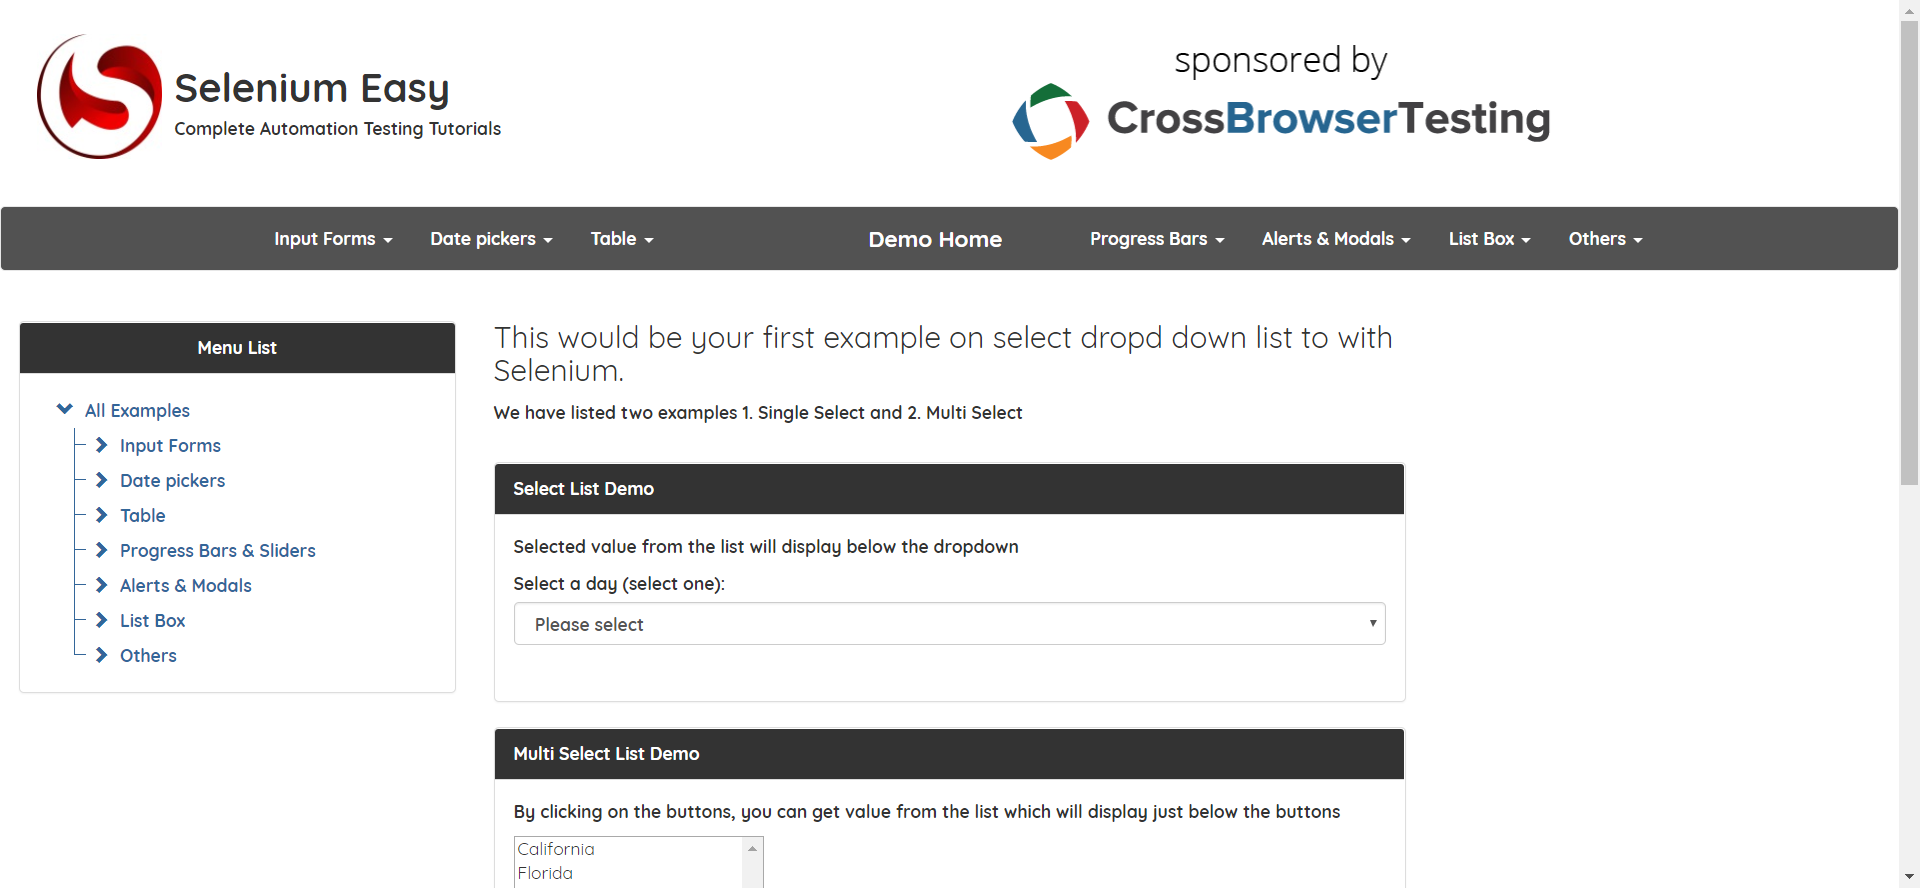 Selenium Easy
Complete Automation Testing Tutorials
sponsored by
CrossBrowserTesting
Input Forms
Date pickers
Table
Demo Home
Progress Bars
Alerts & Modals
List Box
Others
Menu List
All Examples
Input Forms
Date pickers
Table
Progress Bars & Sliders
Alerts & Modals
List Box
Others
This would be your first example on select dropd down list to with
Selenium.
We have listed two examples 1. Single Select and 2. Multi Select
Select List Demo
Selected value from the list will display below the dropdown
Select a day (select one):
Please select
Multi Select List Demo
By clicking on the buttons, you can get value from the list which will display just below the buttons
California
Florida